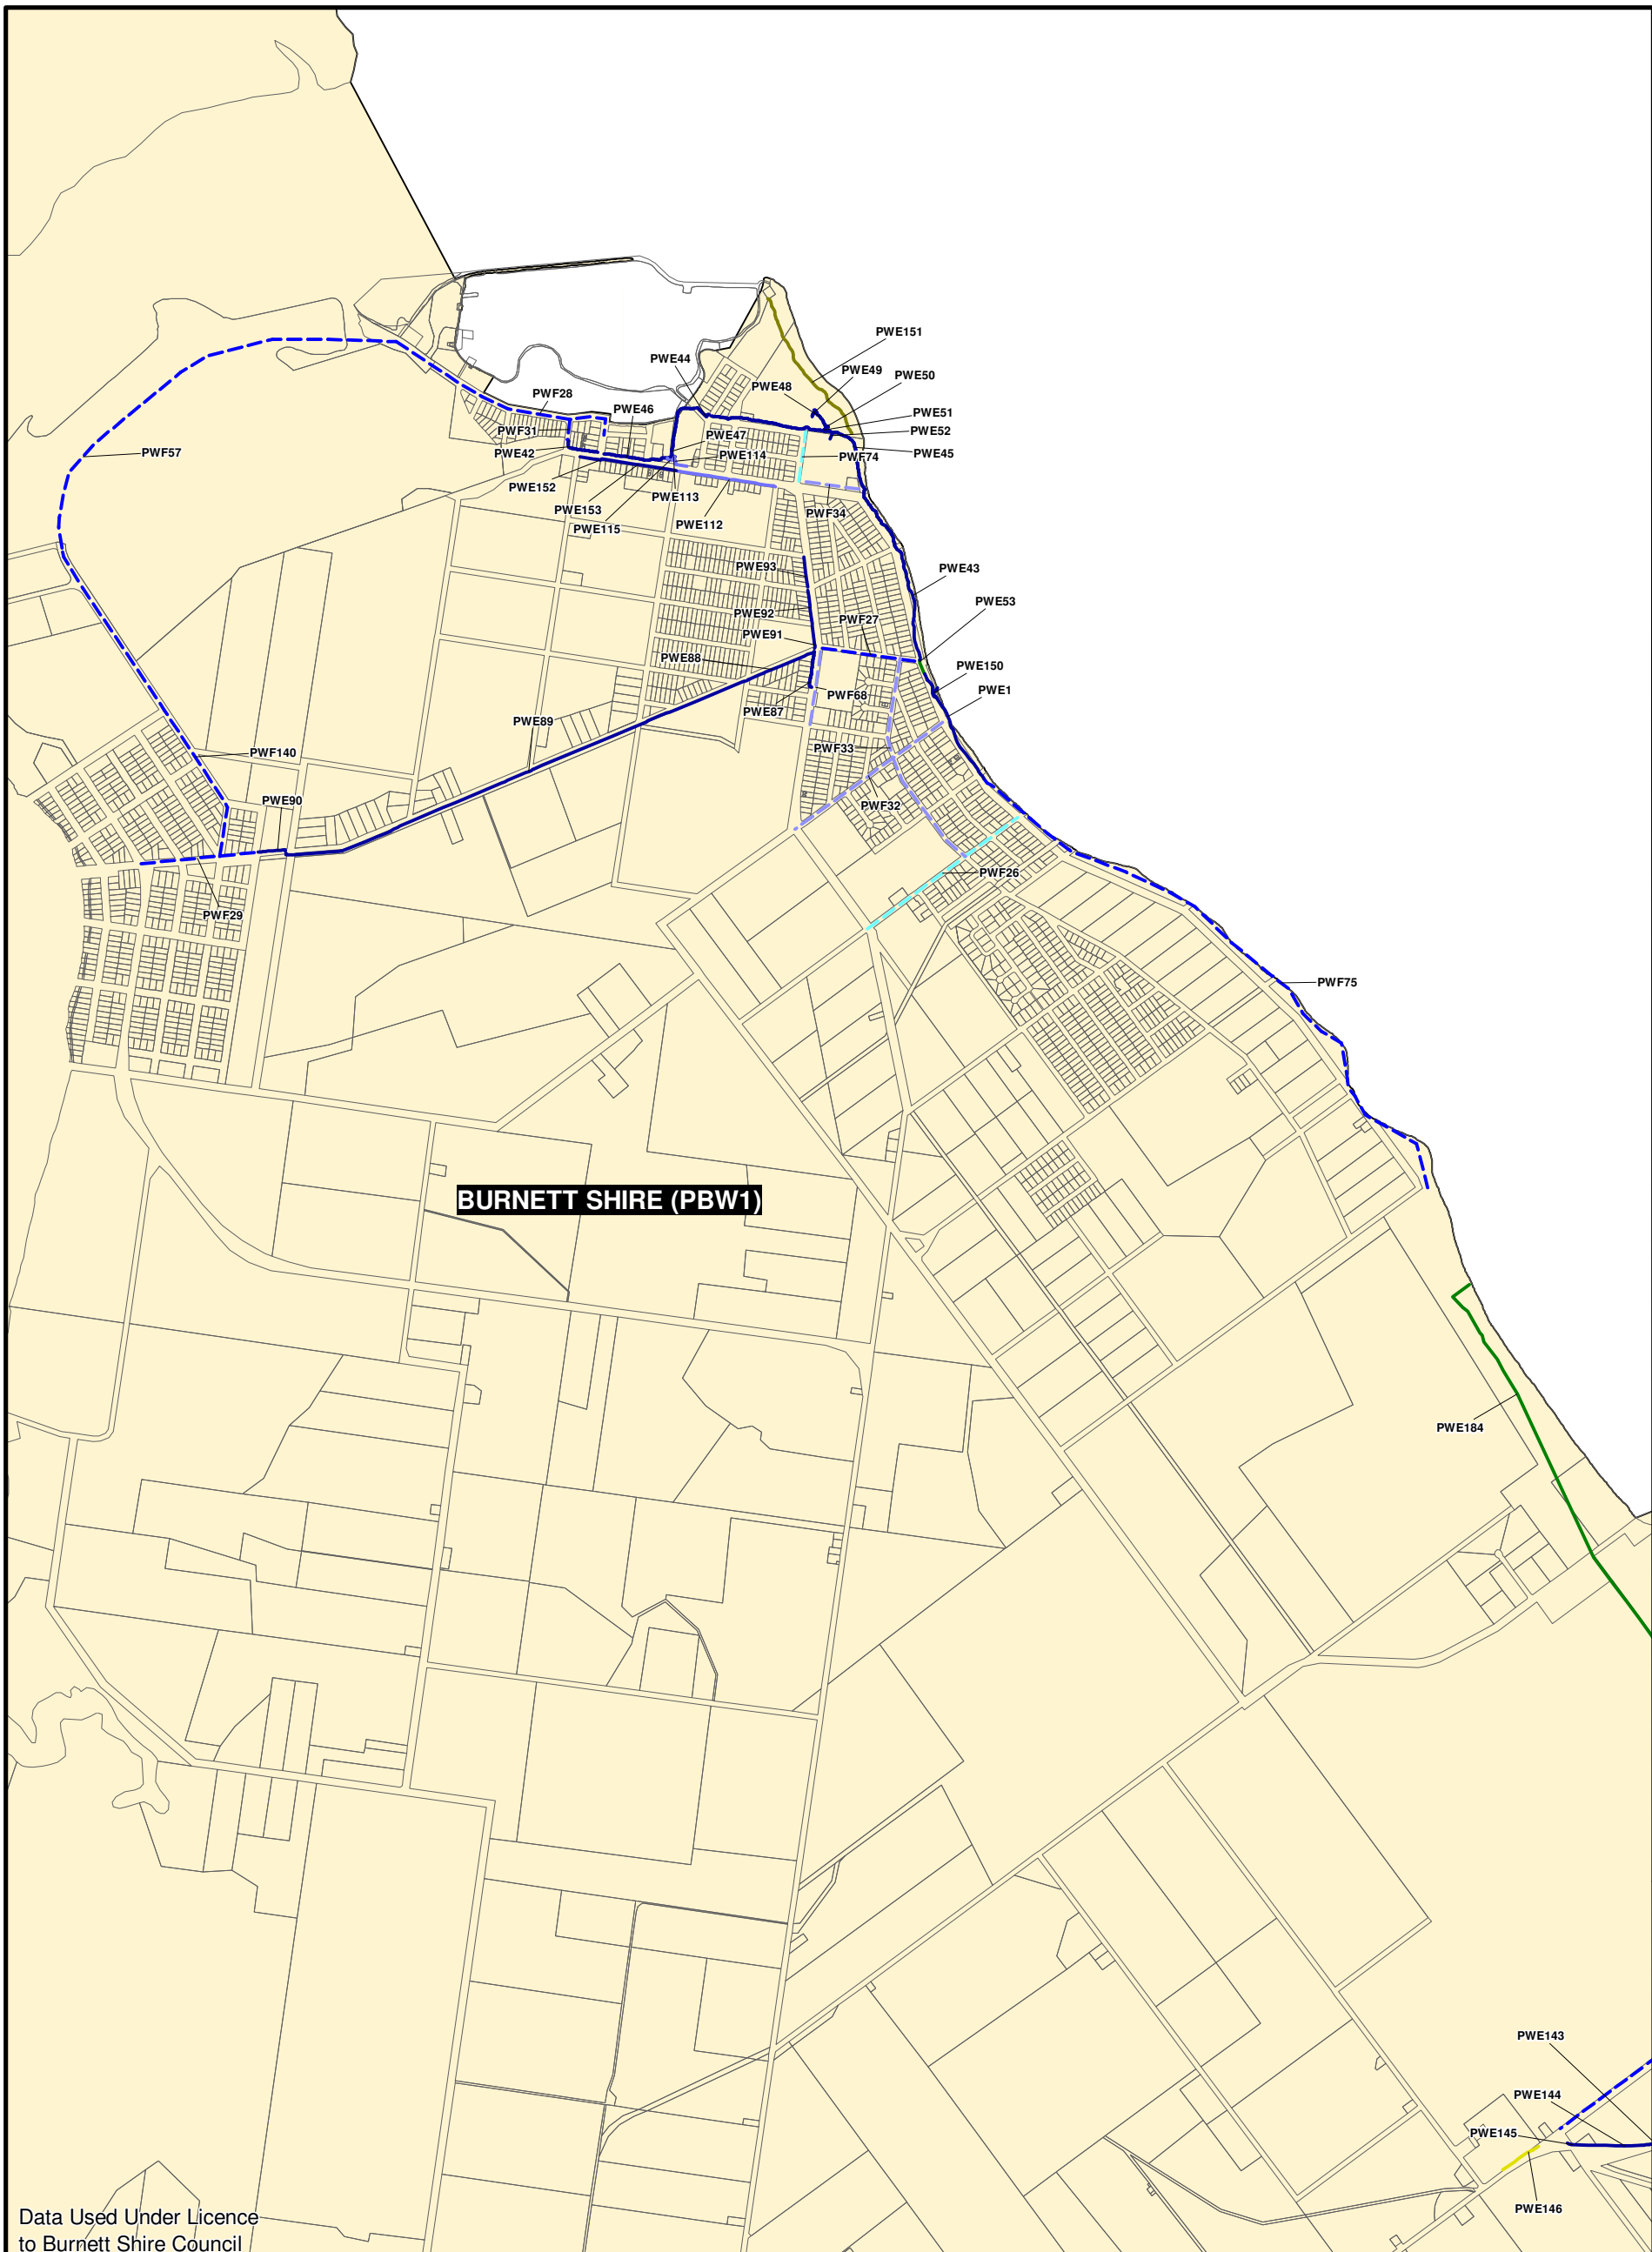 PWE151
PWE44
PWE49
PWE48
PWE50
PWF28
PWE46
PWE51
PWF31
PWE52
PWE47
PWE42
PWE45
PWF57
PWE114
PWF74
PWE152
PWE113
PWE153
PWF34
PWE115
PWE112
PWE93
PWE43
PWE53
PWE92
PWF27
PWE91
PWE88
PWE150
PWE1
PWF68
PWE87
PWE89
PWF33
PWF140
PWE90
PWF32
PWF26
PWF29
PWF75
BURNETT SHIRE (PBW1)
PWE184
PWE143
PWE144
PWE145
PWE146
Data Used Under Licence
to Burnett Shire Council